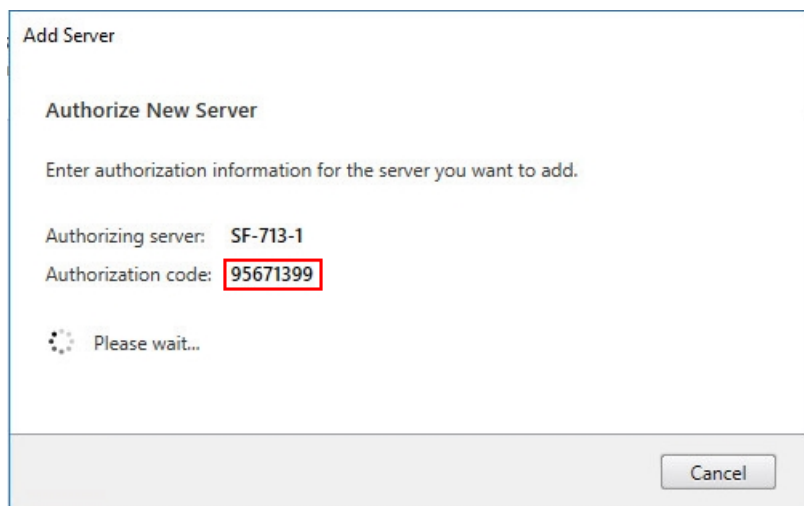 Add Server
Authorize New Server
Enter authorization information for the server you want to add.
Authorizing server: SF-713-1
Authorization code: 95671399
Please wait...
Cancel